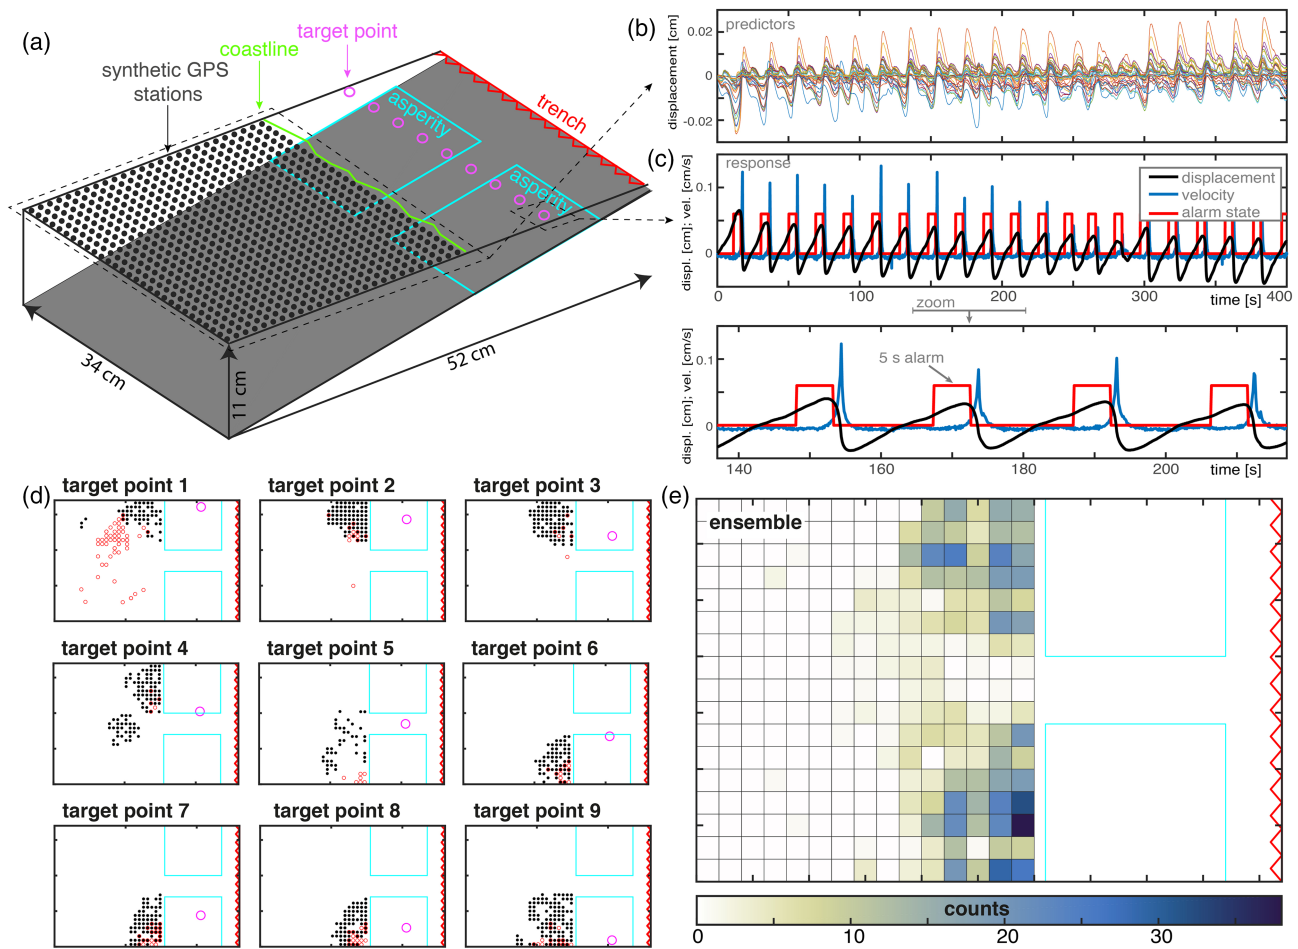 (a)
target point
coastline
synthetic GPS
stations
asperity
asperity
trench
34 cm
11 cm
52 cm
(b)
predictors
displacement [cm]
0.02
0
-0.02
(c)
response
displacement
velocity
alarm state
displ. [cm]; vel. [cm/s]
0.1
0
0
100
200
300
400
time [s]
zoom
5 s alarm
displ. [cm]; vel. [cm/s]
0.1
0
140
160
180
200
time [s]
(d)
target point 1
target point 2
target point 3
target point 4
target point 5
target point 6
target point 7
target point 8
target point 9
(e)
ensemble
counts
0
10
20
30